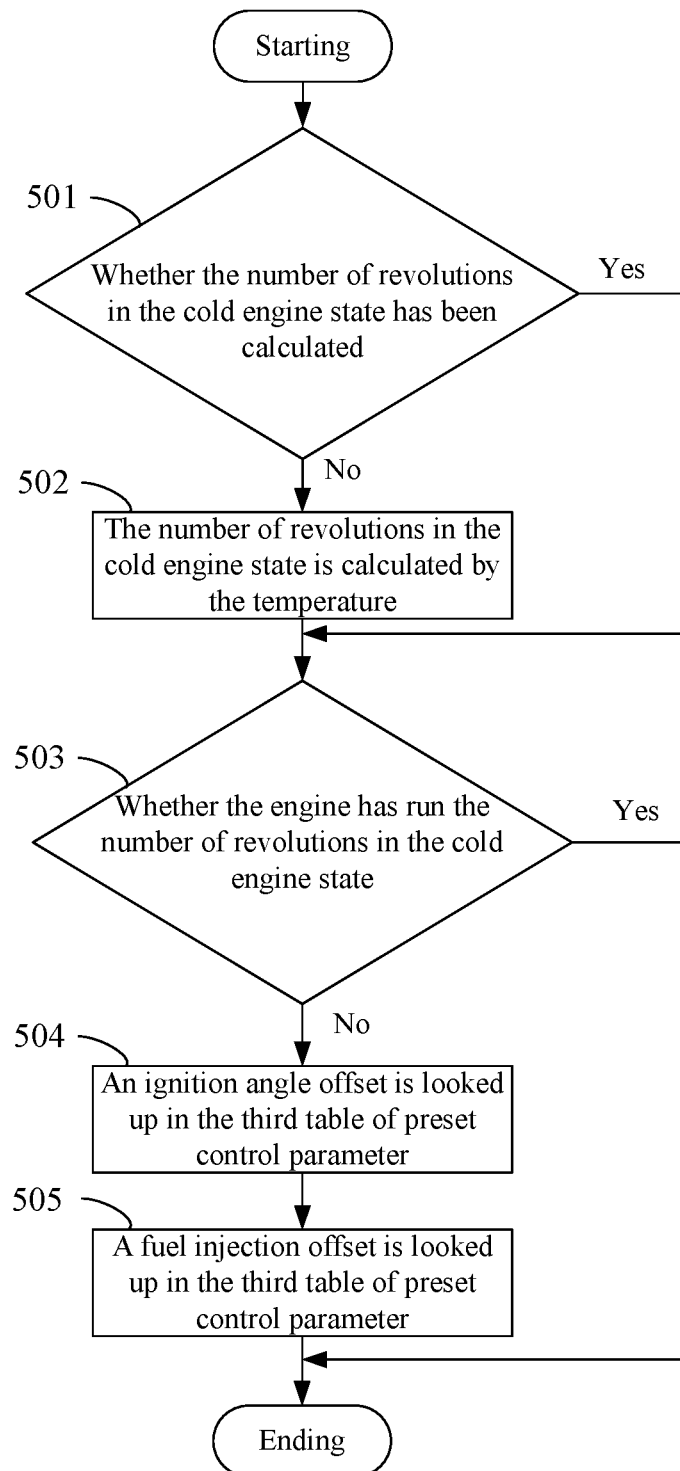 Starting
501
Whether the number of revolutions
in the cold engine state has been
calculated
Yes
No
502
The number of revolutions in the
cold engine state is calculated by
the temperature
503
Whether the engine has run the
number of revolutions in the cold
engine state
Yes
No
504
An ignition angle offset is looked
up in the third table of preset
control parameter
505
A fuel injection offset is looked
up in the third table of preset
control parameter
Ending